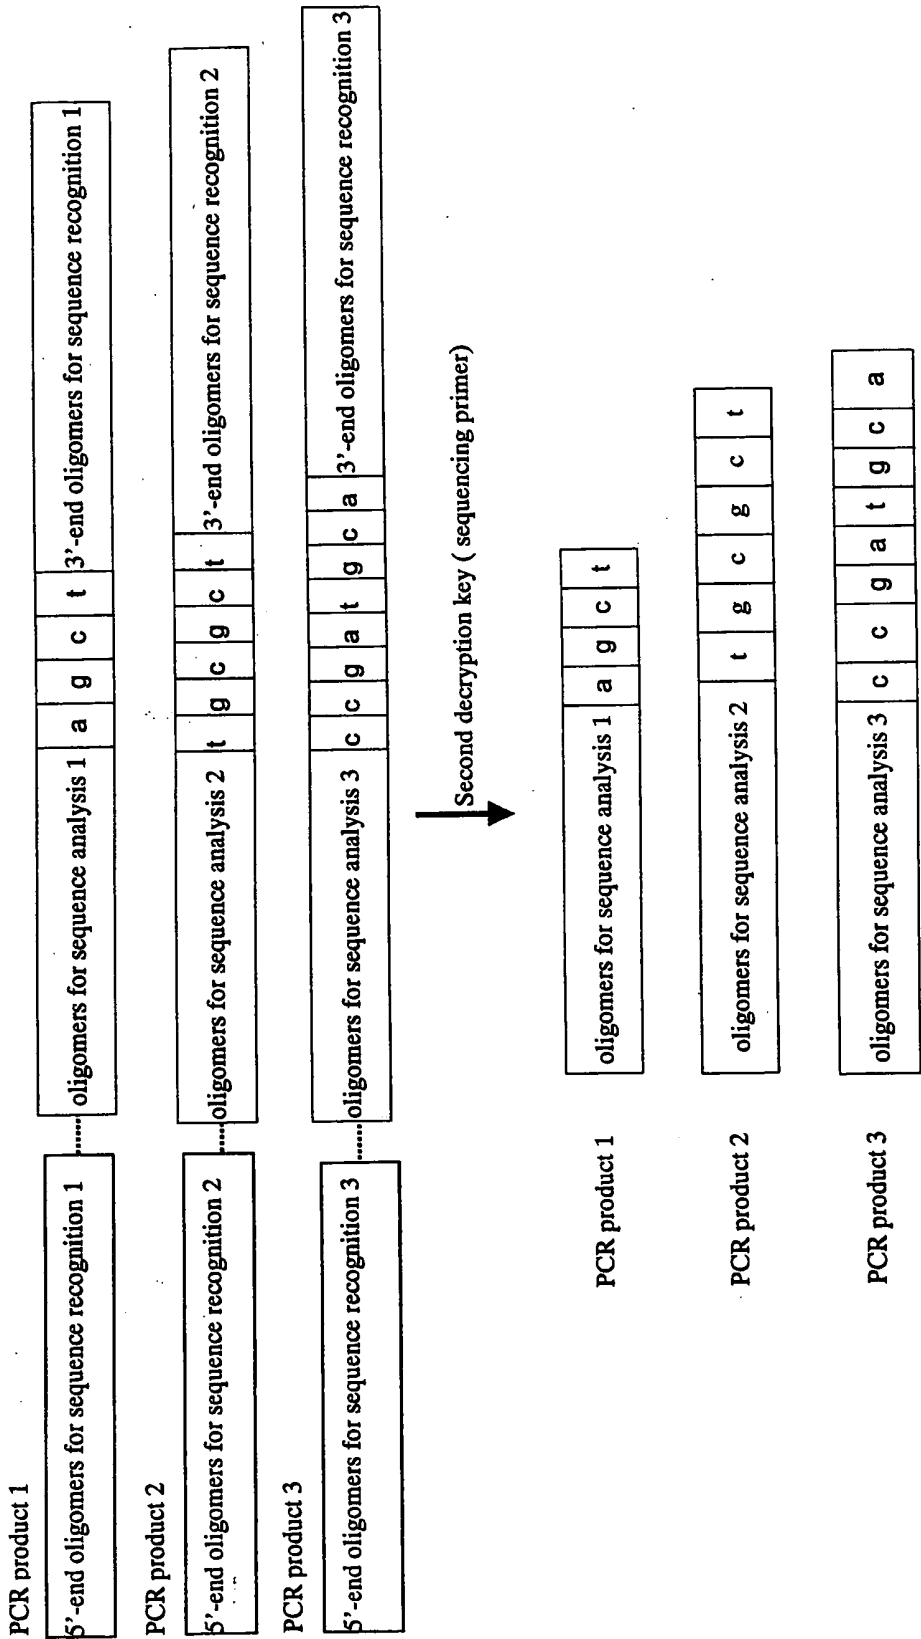 PCR product 1
5’-end oligomers for sequence recognition 1 oligomers for sequence analysis 1 a g c t 3’-end oligomers for sequence recognition 1
PCR product 2
5’-end oligomers for sequence recognition 2 oligomers for sequence analysis 2 t g c g c t 3’-end oligomers for sequence recognition 2
PCR product 3
5’-end oligomers for sequence recognition 3 oligomers for sequence analysis 3 c c g a t g c a 3’-end oligomers for sequence recognition 3
Second decryption key ( sequencing primer)
PCR product 1 oligomers for sequence analysis 1 a g c t
PCR product 2 oligomers for sequence analysis 2 t g c g c t
PCR product 3 oligomers for sequence analysis 3 c c g a t g c a